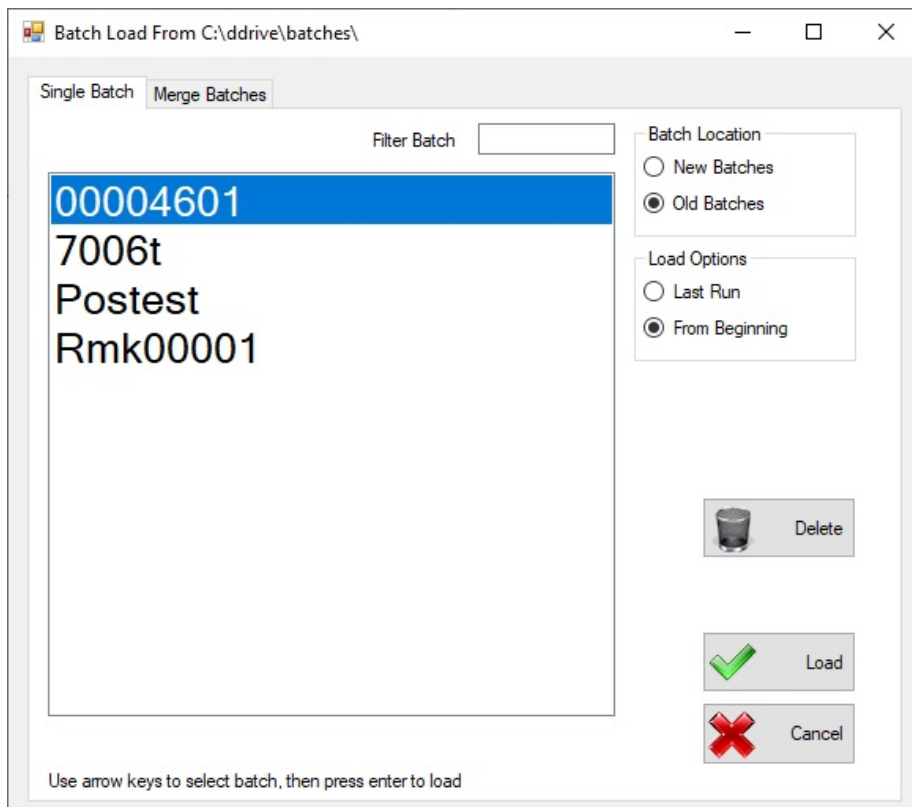 Batch Load From C:\ddrive\batches\
Single Batch
Merge Batches
Filter Batch
00004601
7006t
Postest
Rmk00001
Batch Location
New Batches
Old Batches
Load Options
Last Run
From Beginning
Delete
Load
Cancel
Use arrow keys to select batch, then press enter to load